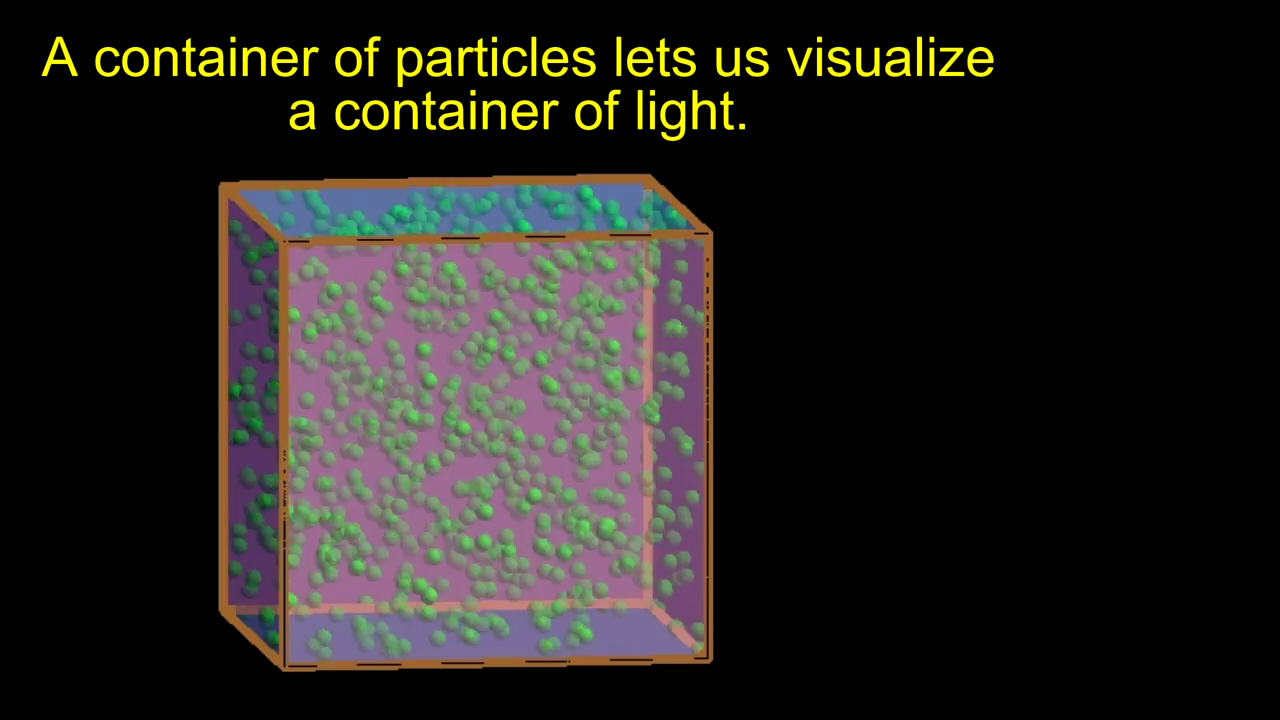 A container of particles lets us visualize
a container of light.